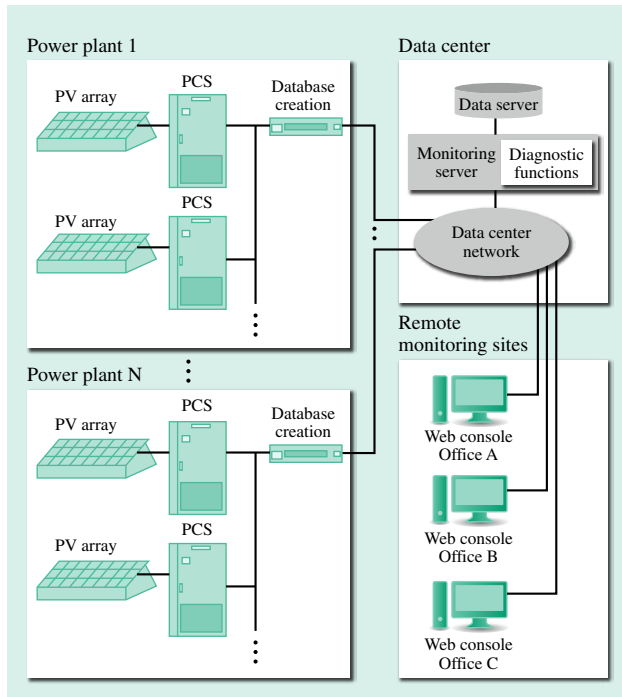 Power plant 1
PV array
PCS
Database
creation
PV array
PCS
Power plant N
PV array
PCS
Database
creation
PV array
PCS
Data center
Data server
Monitoring
server
Diagnostic
functions
Data center
network
Remote
monitoring sites
Web console
Office A
Web console
Office B
Web console
Office C